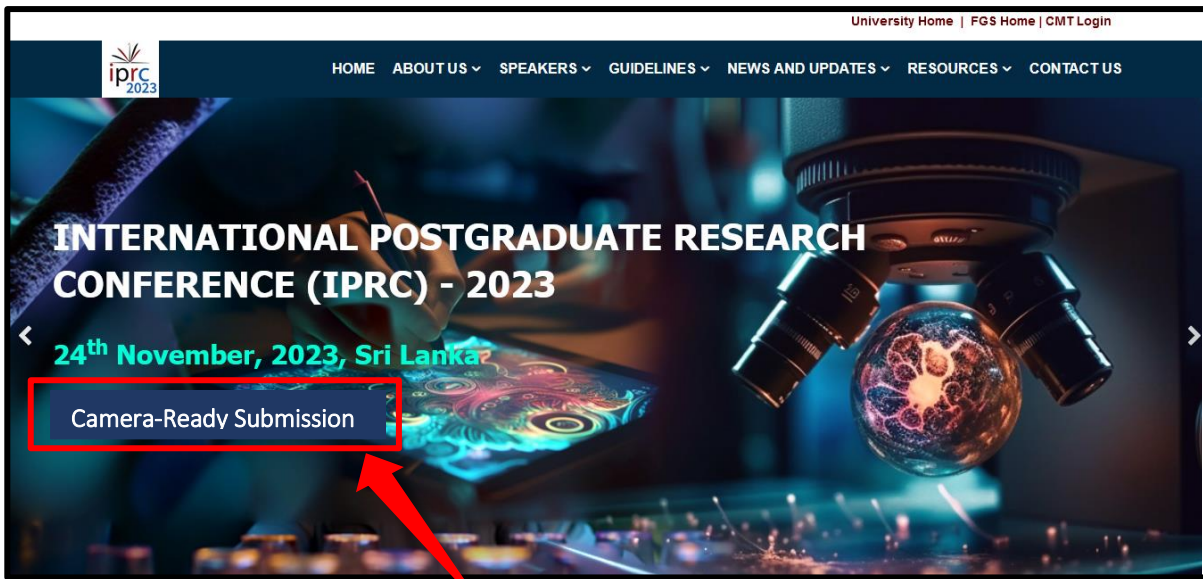 University Home | FGS Home | CMT Login
iprc
2023
HOME ABOUT US SPEAKERS GUIDELINES NEWS AND UPDATES RESOURCES CONTACT US
INTERNATIONAL POSTGRADUATE RESEARCH
CONFERENCE (IPRC) - 2023
24th November, 2023, Sri Lanka
Camera-Ready Submission